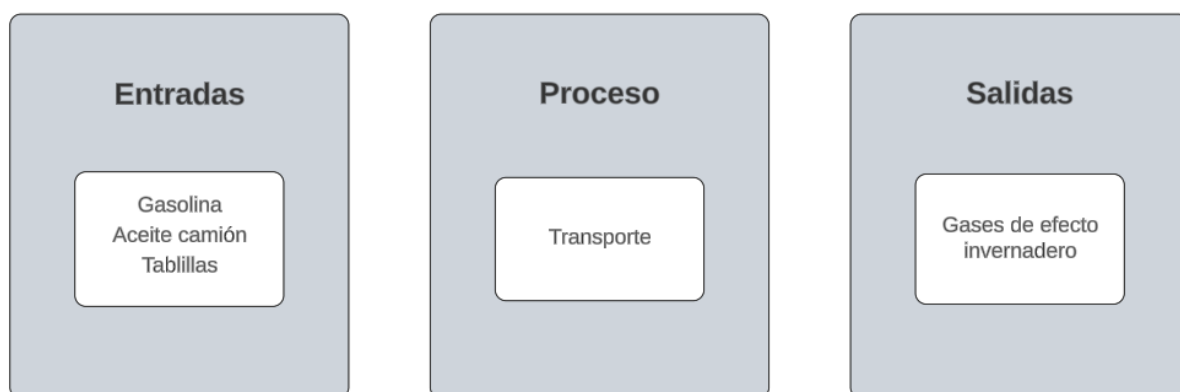 Entradas
Gasolina
Aceite camión
Tablillas
Proceso
Transporte
Salidas
Gases de efecto
invernadero